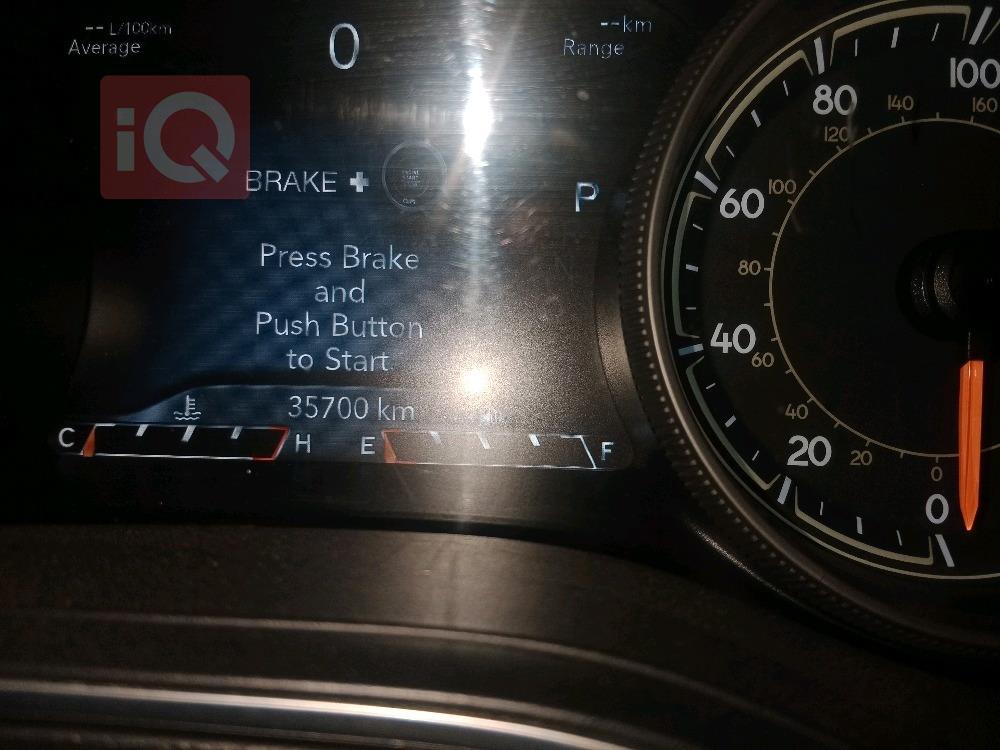 -- L/100km
Average
0
--km
Range
iQ
BRAKE +
P
Press Brake
and
Push Button
to Start
35700 km
C
H
E
F
100
80
60
40
20
0
160
140
120
100
80
60
40
20
0